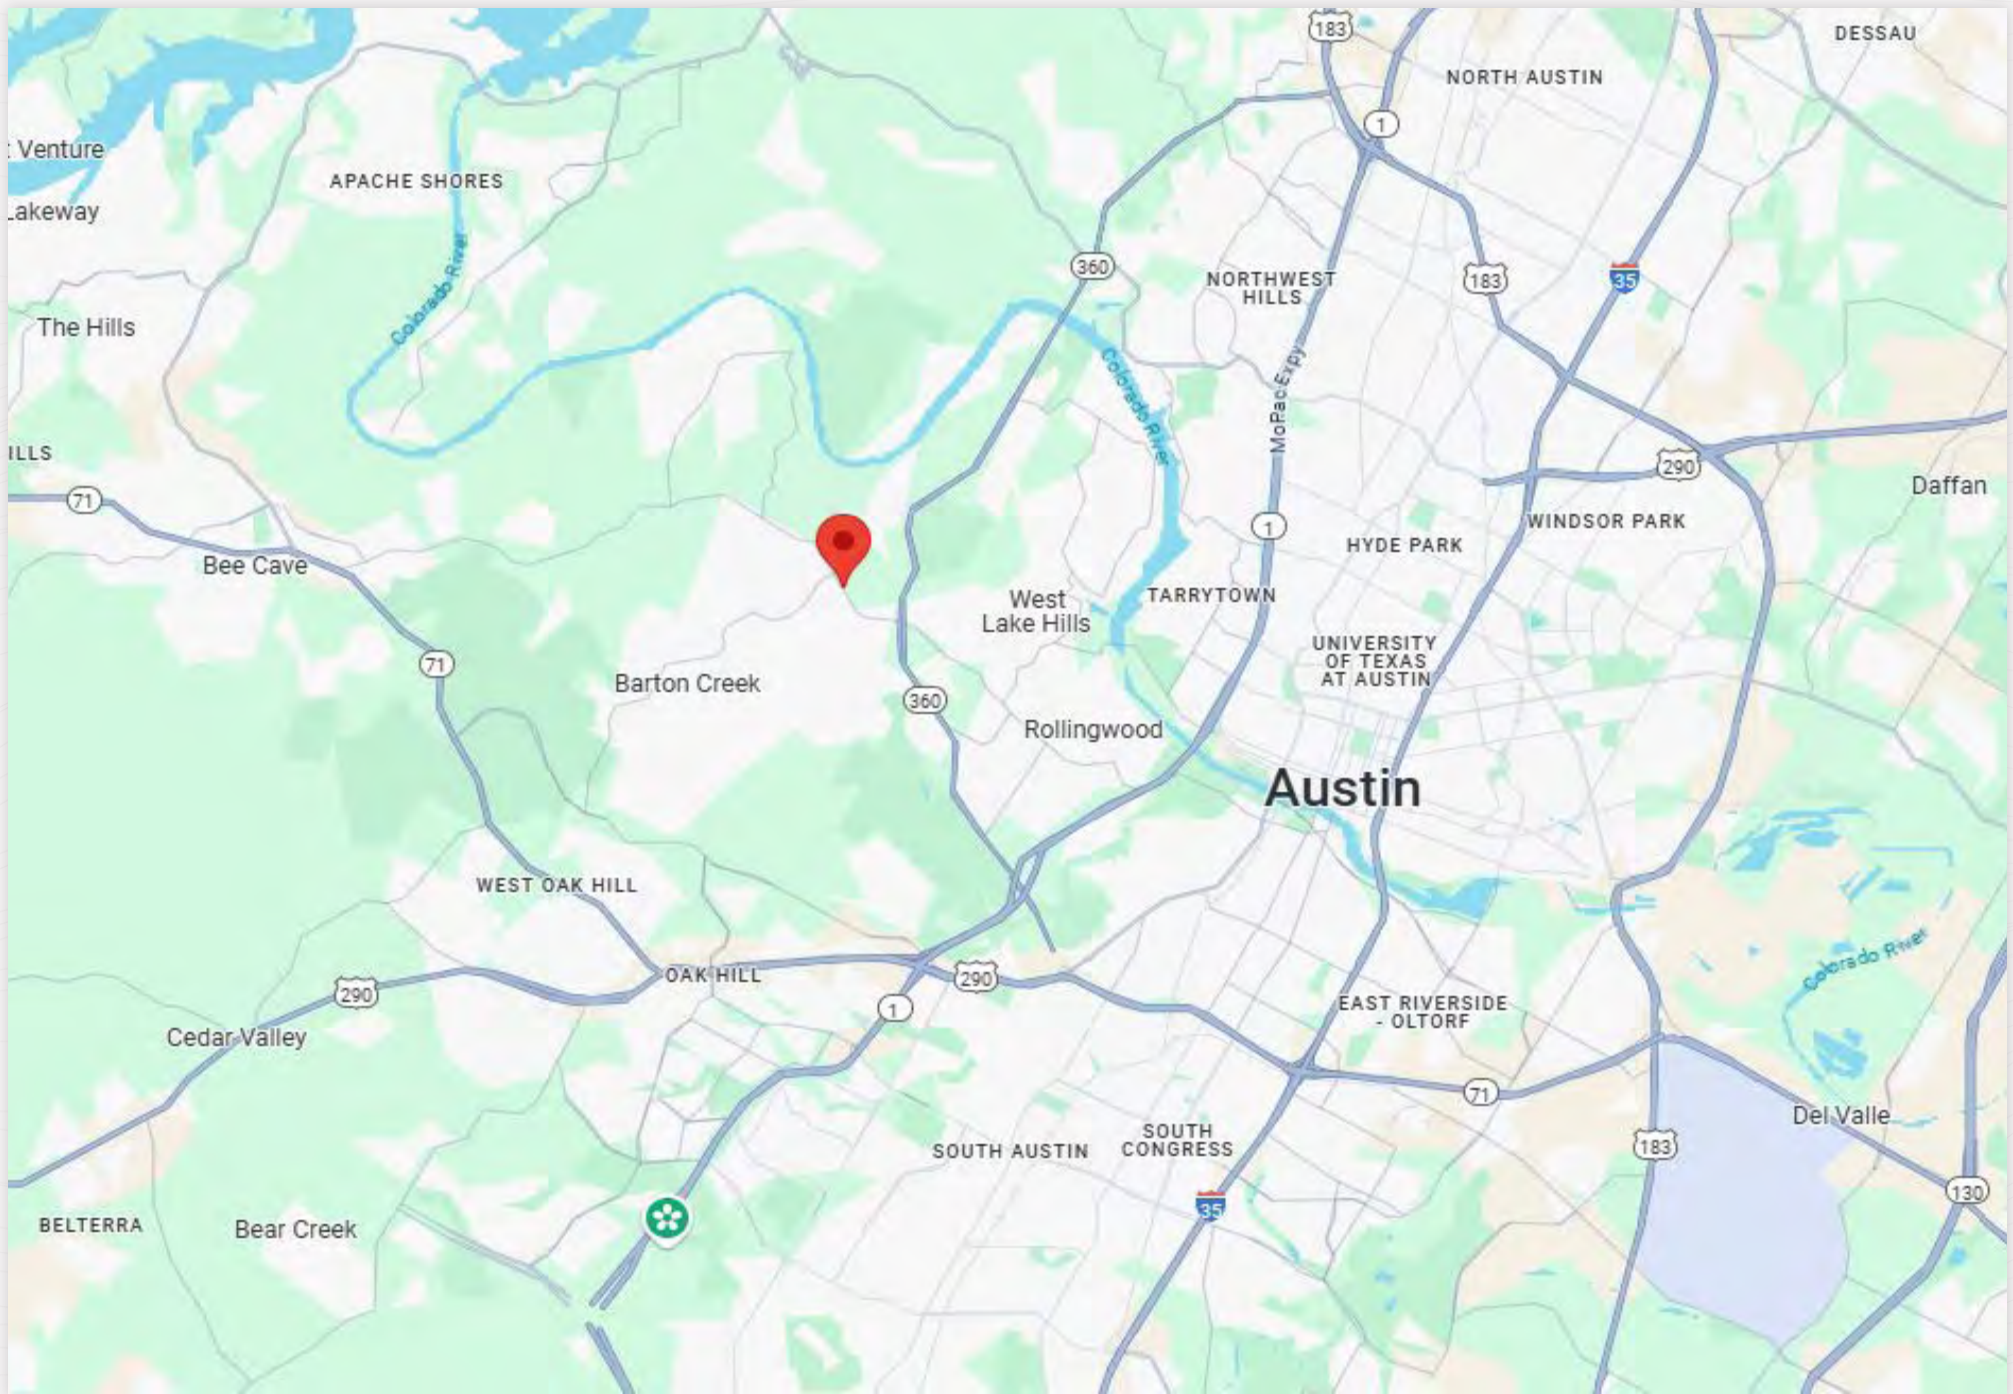 183
DESSAU
NORTH AUSTIN
1
: Venture
APACHE SHORES
Lakeway
Colorado River
360
NORTHWEST
HILLS
183
35
The Hills
Colorado River
MoPac Expy
ILLS
290
71
Daffan
1
WINDSOR PARK
HYDE PARK
Bee Cave
West
Lake Hills
TARRYTOWN
UNIVERSITY
OF TEXAS
AT AUSTIN
71
Barton Creek
360
Rollingwood
Austin
WEST OAK HILL
Colorado River
OAK HILL
290
290
1
EAST RIVERSIDE
- OLTORF
Cedar Valley
71
Del Valle
SOUTH AUSTIN
SOUTH
CONGRESS
183
130
35
BELTERRA
Bear Creek